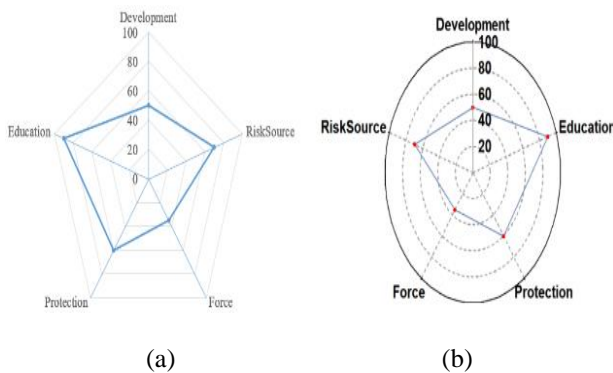 Development
100
80
60
40
20
0
Education
RiskSource
Protection
Force
(a)
Development
100
80
60
40
20
RiskSource
Education
Force
Protection
(b)